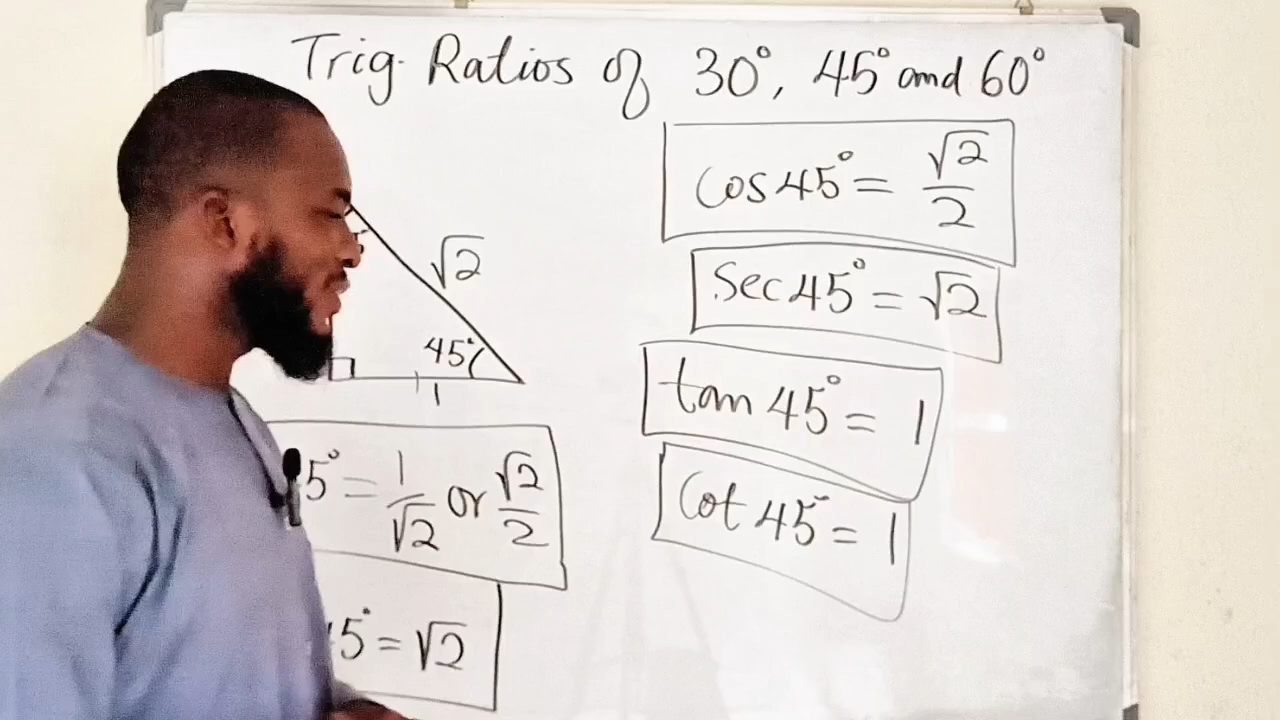 Trig. Ratios of 30°, 45° and 60°
√2
45°
1
5° = 1/√2 or √2/2
5° = √2
cos 45° = √2/2
Sec 45° = √2
tan 45° = 1
Cot 45° = 1